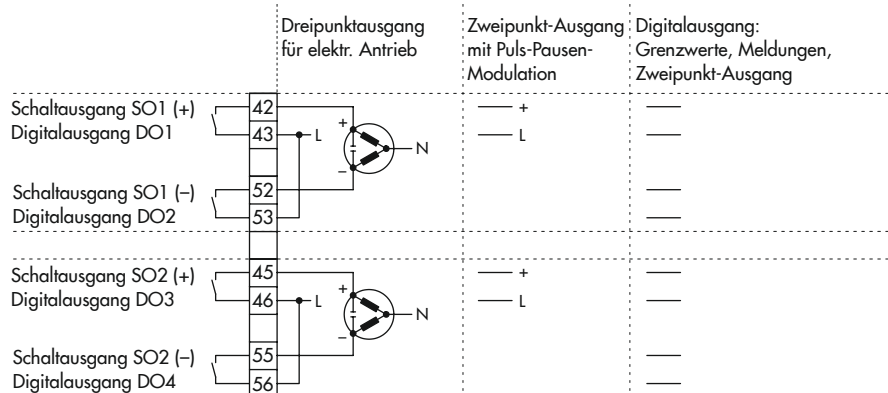 Dreipunktausgang
für elektr. Antrieb
Zweipunkt-Ausgang
mit Puls-Pausen-
Modulation
Digitalausgang:
Grenzwerte, Meldungen,
Zweipunkt-Ausgang
Schaltausgang SO1 (+) 42 + +
Digitalausgang DO1 43 L N L
Schaltausgang SO1 (–) – 52
Digitalausgang DO2 53
Schaltausgang SO2 (+) 45 + +
Digitalausgang DO3 46 L N L
Schaltausgang SO2 (–) – 55
Digitalausgang DO4 56